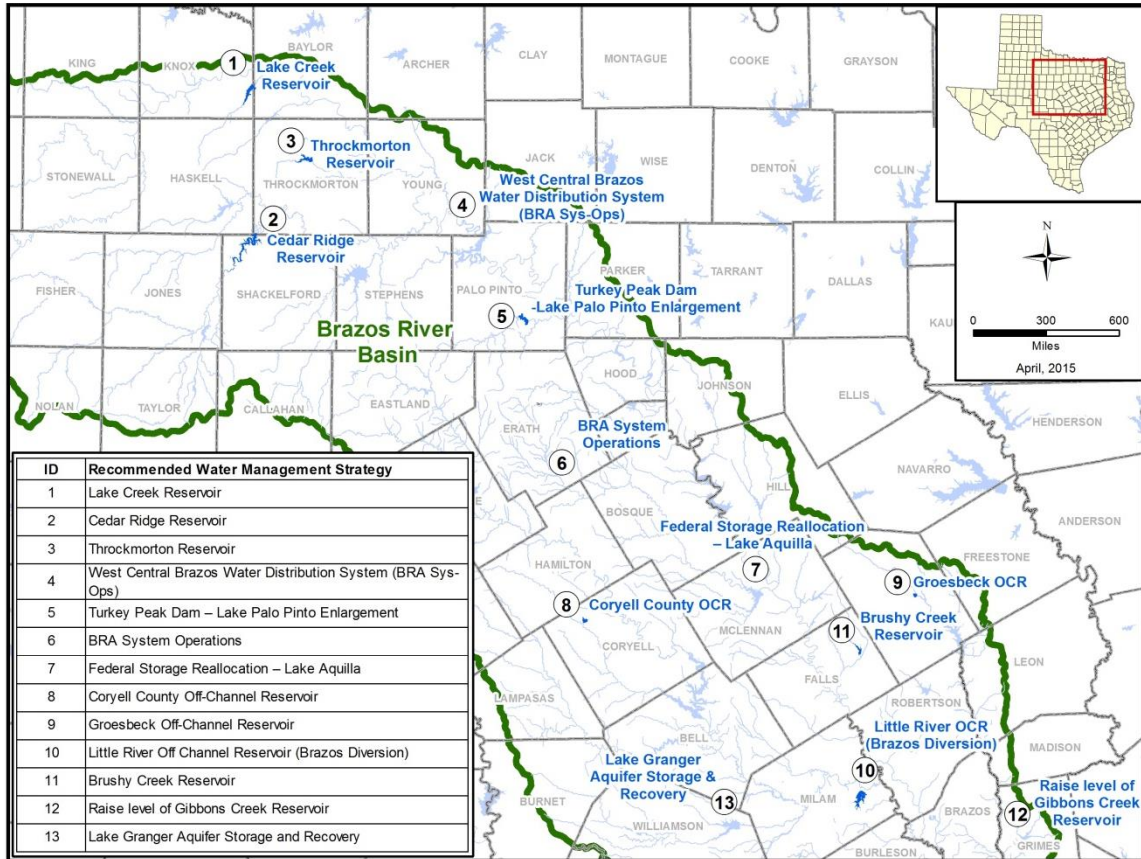 KING
KNOX
BAYLOR
ARCHER
CLAY
MONTAGUE
COOKE
GRAYSON
1
Lake Creek
Reservoir
3
Throckmorton
Reservoir
STONEWALL
HASKELL
THROCKMORTON
YOUNG
JACK
WISE
DENTON
COLLIN
4
West Central Brazos
Water Distribution System
(BRA Sys-Ops)
2
Cedar Ridge
Reservoir
FISHER
JONES
SHACKELFORD
STEPHENS
PALO PINTO
PARKER
TARRANT
DALLAS
5
Turkey Peak Dam
-Lake Palo Pinto Enlargement
Brazos River
Basin
N
0 300 600
Miles
April, 2015
NOLAN
TAYLOR
CALLAHAN
EASTLAND
ERATH
HOOD
JOHNSON
ELLIS
HENDERSON
BRA System
Operations
6
BOSQUE
HILL
NAVARRO
ANDERSON
Federal Storage Reallocation
– Lake Aquilla
7
FREESTONE
9
Groesbeck OCR
HAMILTON
8
Coryell County OCR
CORYELL
MCLENNAN
11
Brushy Creek
Reservoir
FALLS
LEON
LAMPASAS
BELL
ROBERTSON
Little River OCR
(Brazos Diversion)
10
MADISON
Lake Granger
Aquifer Storage &
Recovery
13
BURNET
WILLIAMSON
MILAM
BURLESON
BRAZOS
12
Raise level of
Gibbons Creek
Reservoir
GRIMES
ID Recommended Water Management Strategy
1 Lake Creek Reservoir
2 Cedar Ridge Reservoir
3 Throckmorton Reservoir
4 West Central Brazos Water Distribution System (BRA Sys-
Ops)
5 Turkey Peak Dam – Lake Palo Pinto Enlargement
6 BRA System Operations
7 Federal Storage Reallocation – Lake Aquilla
8 Coryell County Off-Channel Reservoir
9 Groesbeck Off-Channel Reservoir
10 Little River Off Channel Reservoir (Brazos Diversion)
11 Brushy Creek Reservoir
12 Raise level of Gibbons Creek Reservoir
13 Lake Granger Aquifer Storage and Recovery